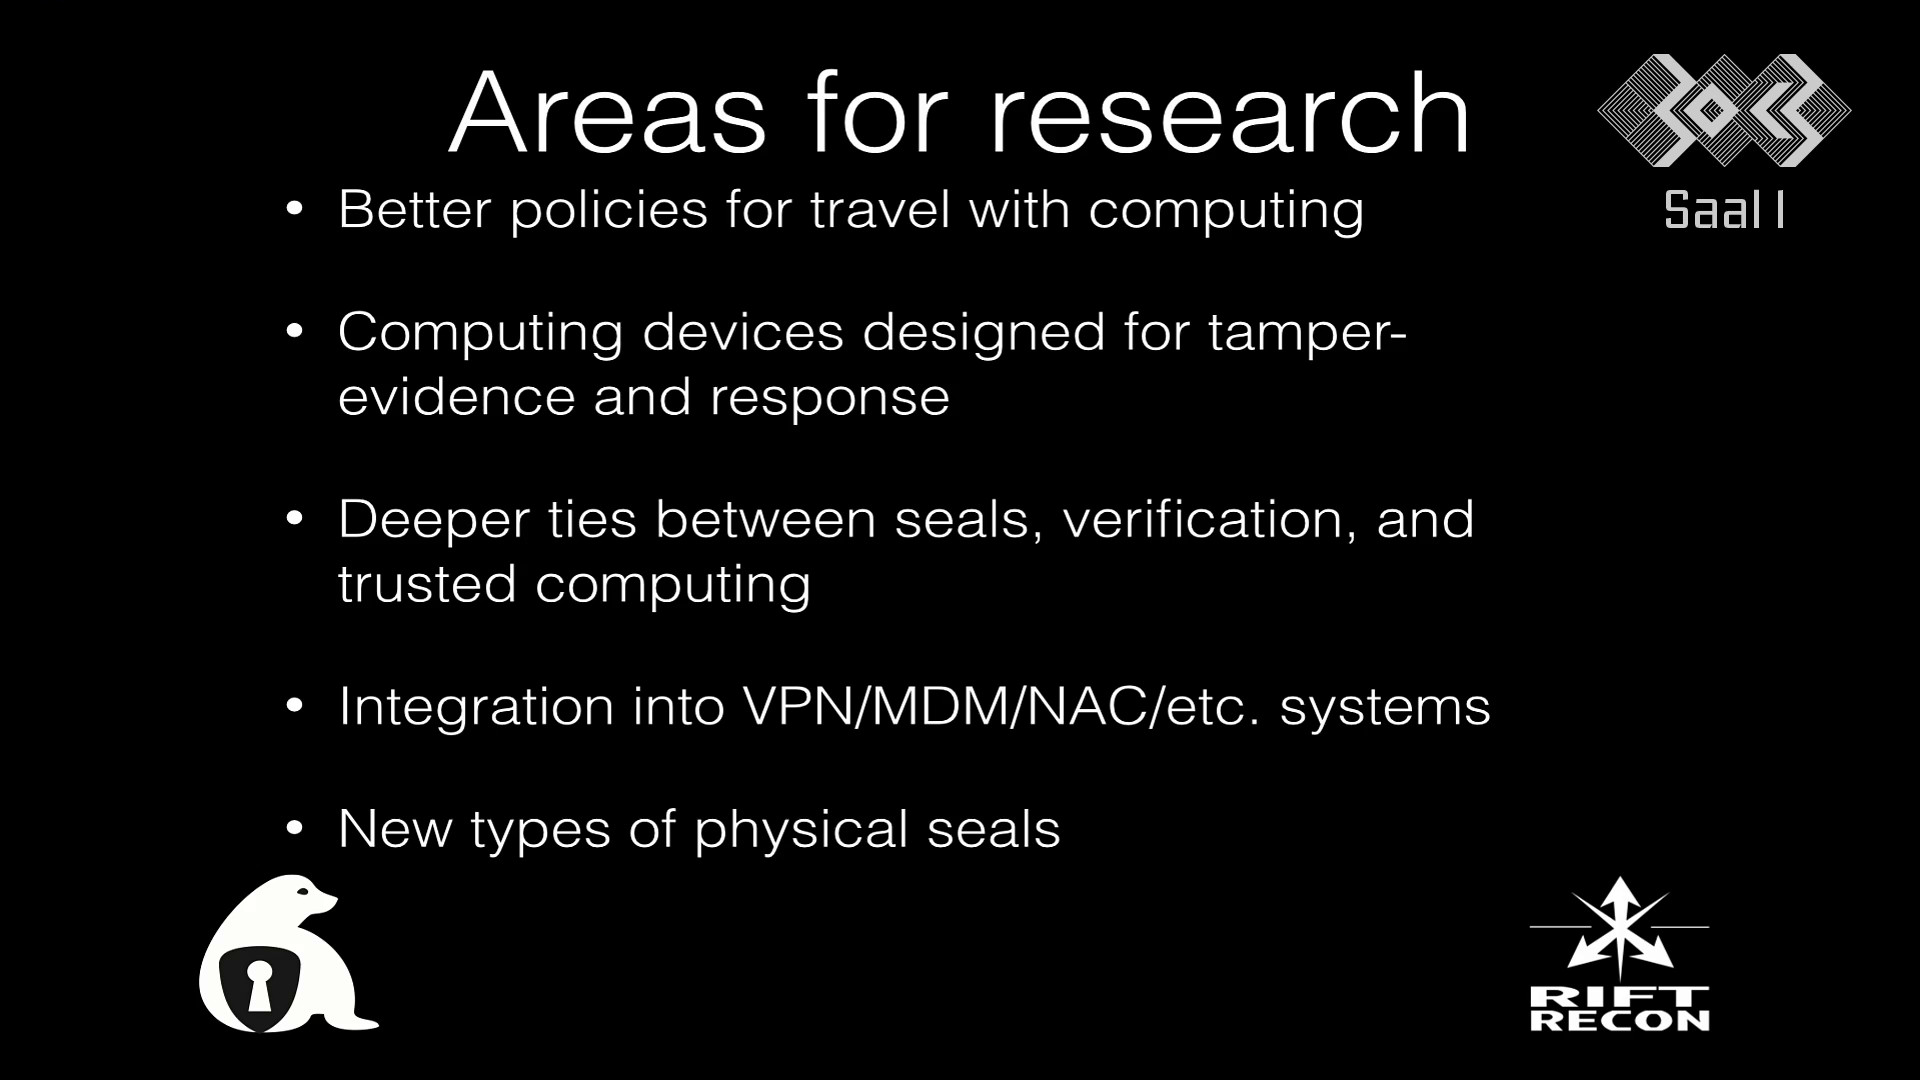 Areas for research
30C3
Saal 1
• Better policies for travel with computing
• Computing devices designed for tamper-
evidence and response
• Deeper ties between seals, verification, and
trusted computing
• Integration into VPN/MDM/NAC/etc. systems
• New types of physical seals
RIFT
RECON